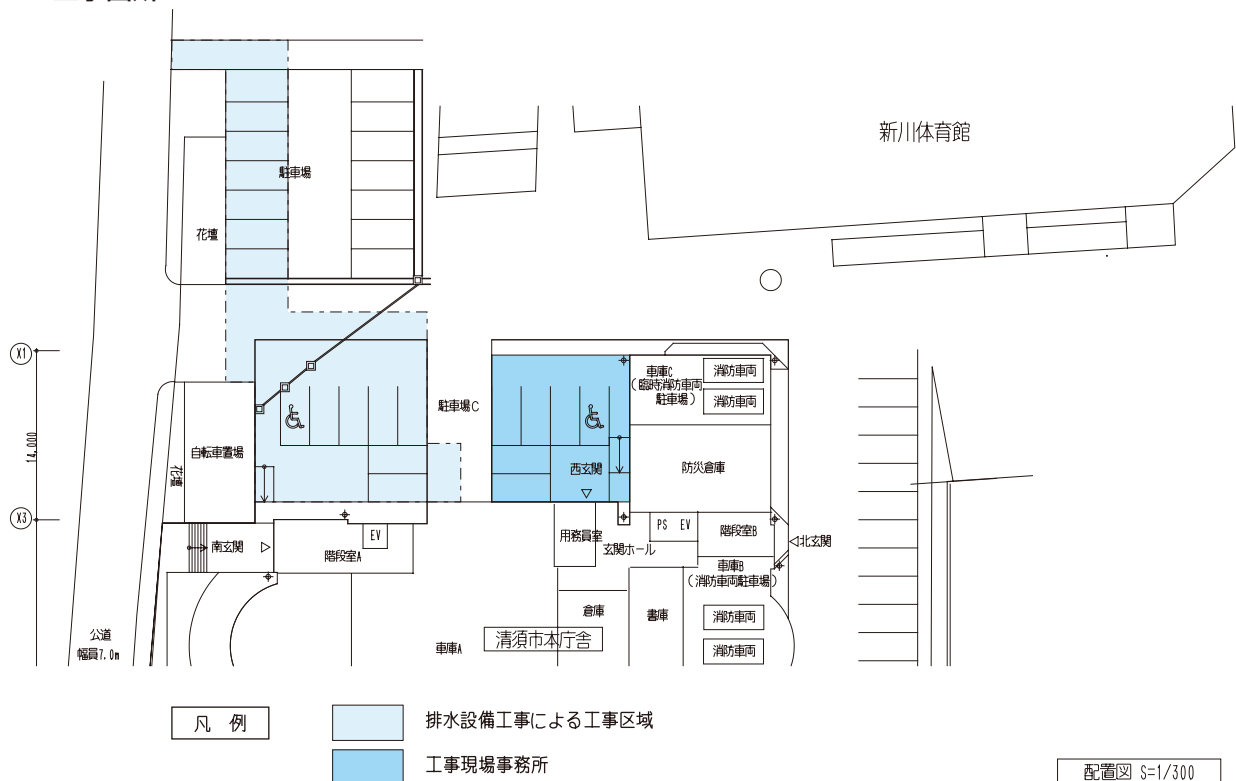 新川体育館
駐車場
花壇
X1
車庫C
(臨時消防車両
駐車場)
消防車両
消防車両
駐車場C
14,000
自転車置場
花壇
西玄関
防災倉庫
X3
EV
用務員室
PS EV
階段室B
南玄関
階段室A
玄関ホール
北玄関
車庫B
(消防車両駐車場)
倉庫
書庫
消防車両
公道
幅員7.0m
車庫A
清須市本庁舎
消防車両
凡 例
排水設備工事による工事区域
工事現場事務所
配置図 S=1/300